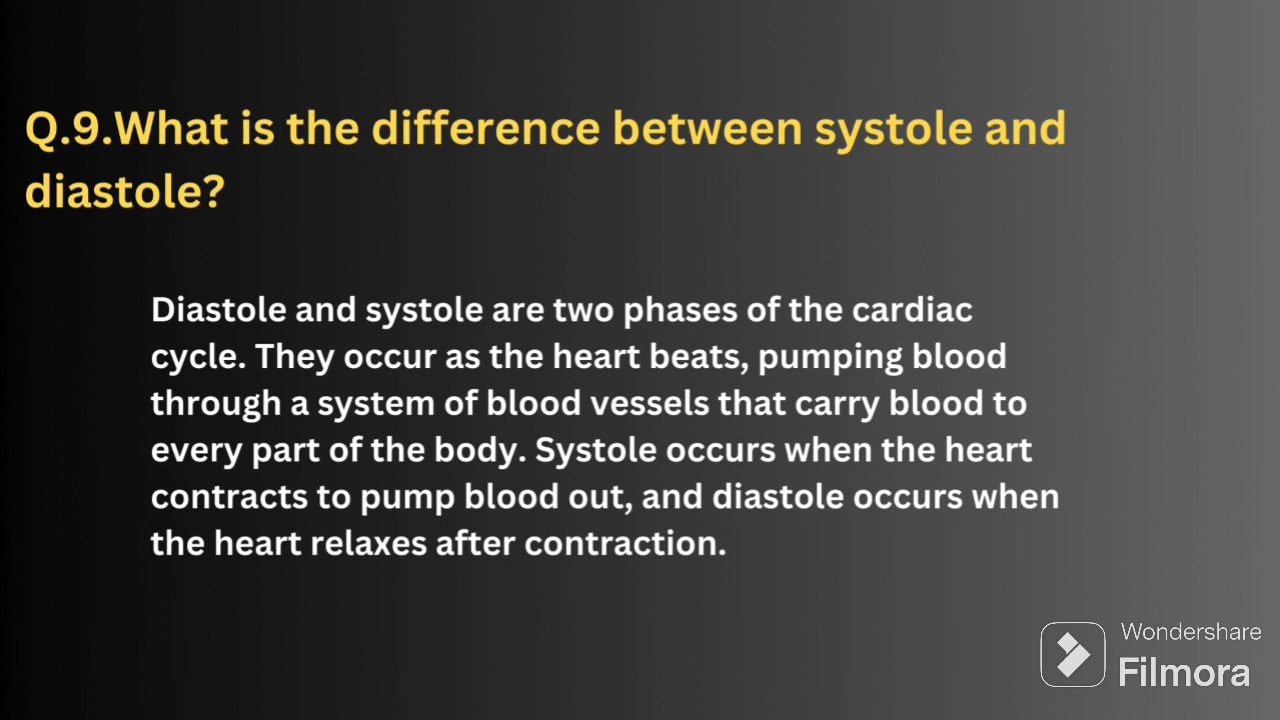 Q.9.What is the difference between systole and
diastole?
Diastole and systole are two phases of the cardiac
cycle. They occur as the heart beats, pumping blood
through a system of blood vessels that carry blood to
every part of the body. Systole occurs when the heart
contracts to pump blood out, and diastole occurs when
the heart relaxes after contraction.
Wondershare
Filmora